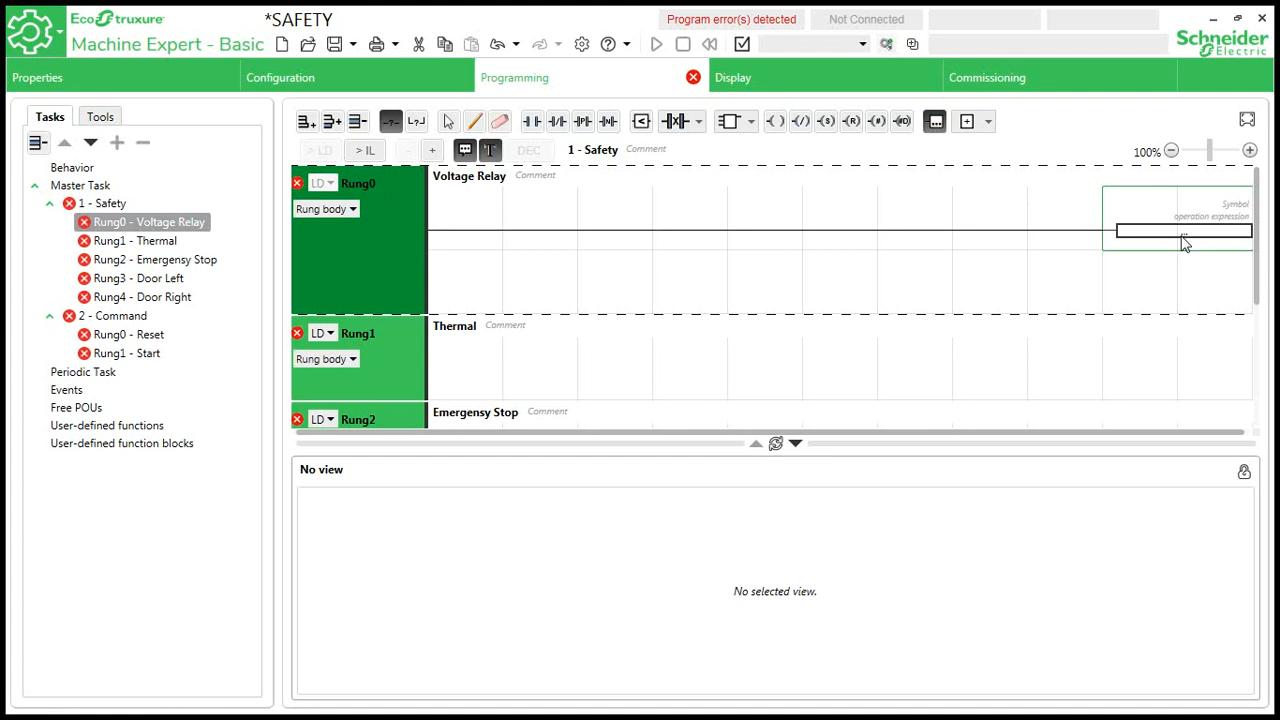 EcoStruxure
Machine Expert - Basic
*SAFETY
Program error(s) detected
Not Connected
Schneider
Electric
Properties
Configuration
Programming
Display
Commissioning
Tasks
Tools
Behavior
Master Task
1 - Safety
Rung0 - Voltage Relay
Rung1 - Thermal
Rung2 - Emergensy Stop
Rung3 - Door Left
Rung4 - Door Right
2 - Command
Rung0 - Reset
Rung1 - Start
Periodic Task
Events
Free POUs
User-defined functions
User-defined function blocks
> LD
> IL
-
+
DEC
1 - Safety
Comment
100%
LD
Rung0
Rung body
Voltage Relay
Comment
Symbol
operation expression
...
LD
Rung1
Rung body
Thermal
Comment
LD
Rung2
Emergensy Stop
Comment
No view
No selected view.